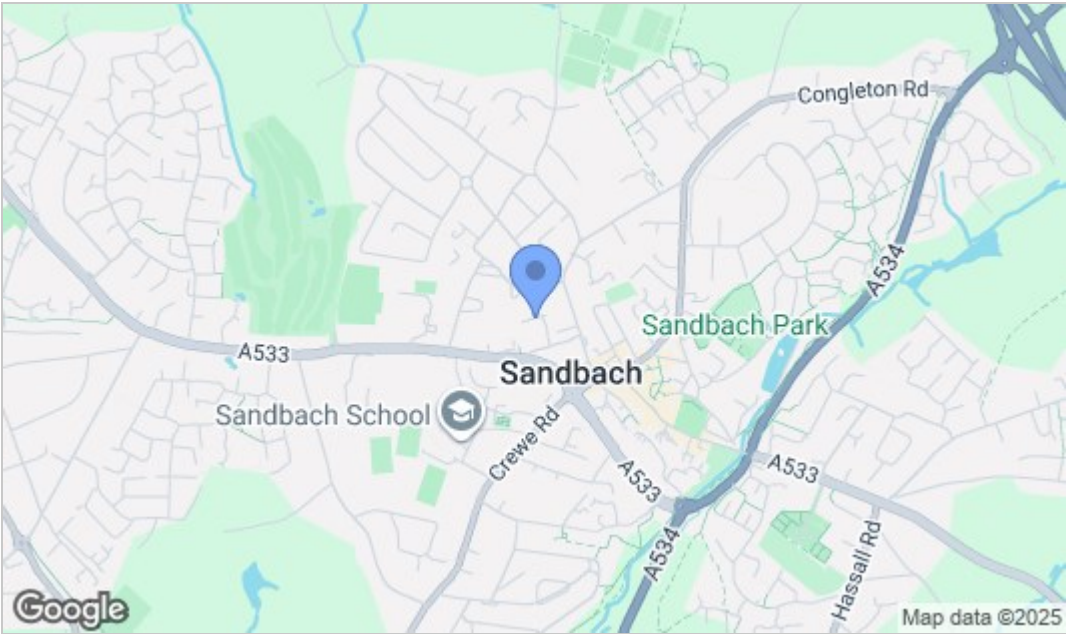 Congleton Rd
A534
Sandbach Park
A533
Sandbach
Sandbach School
Crewe Rd
A533
A533
A534
Hassall Rd
Google
Map data ©2025